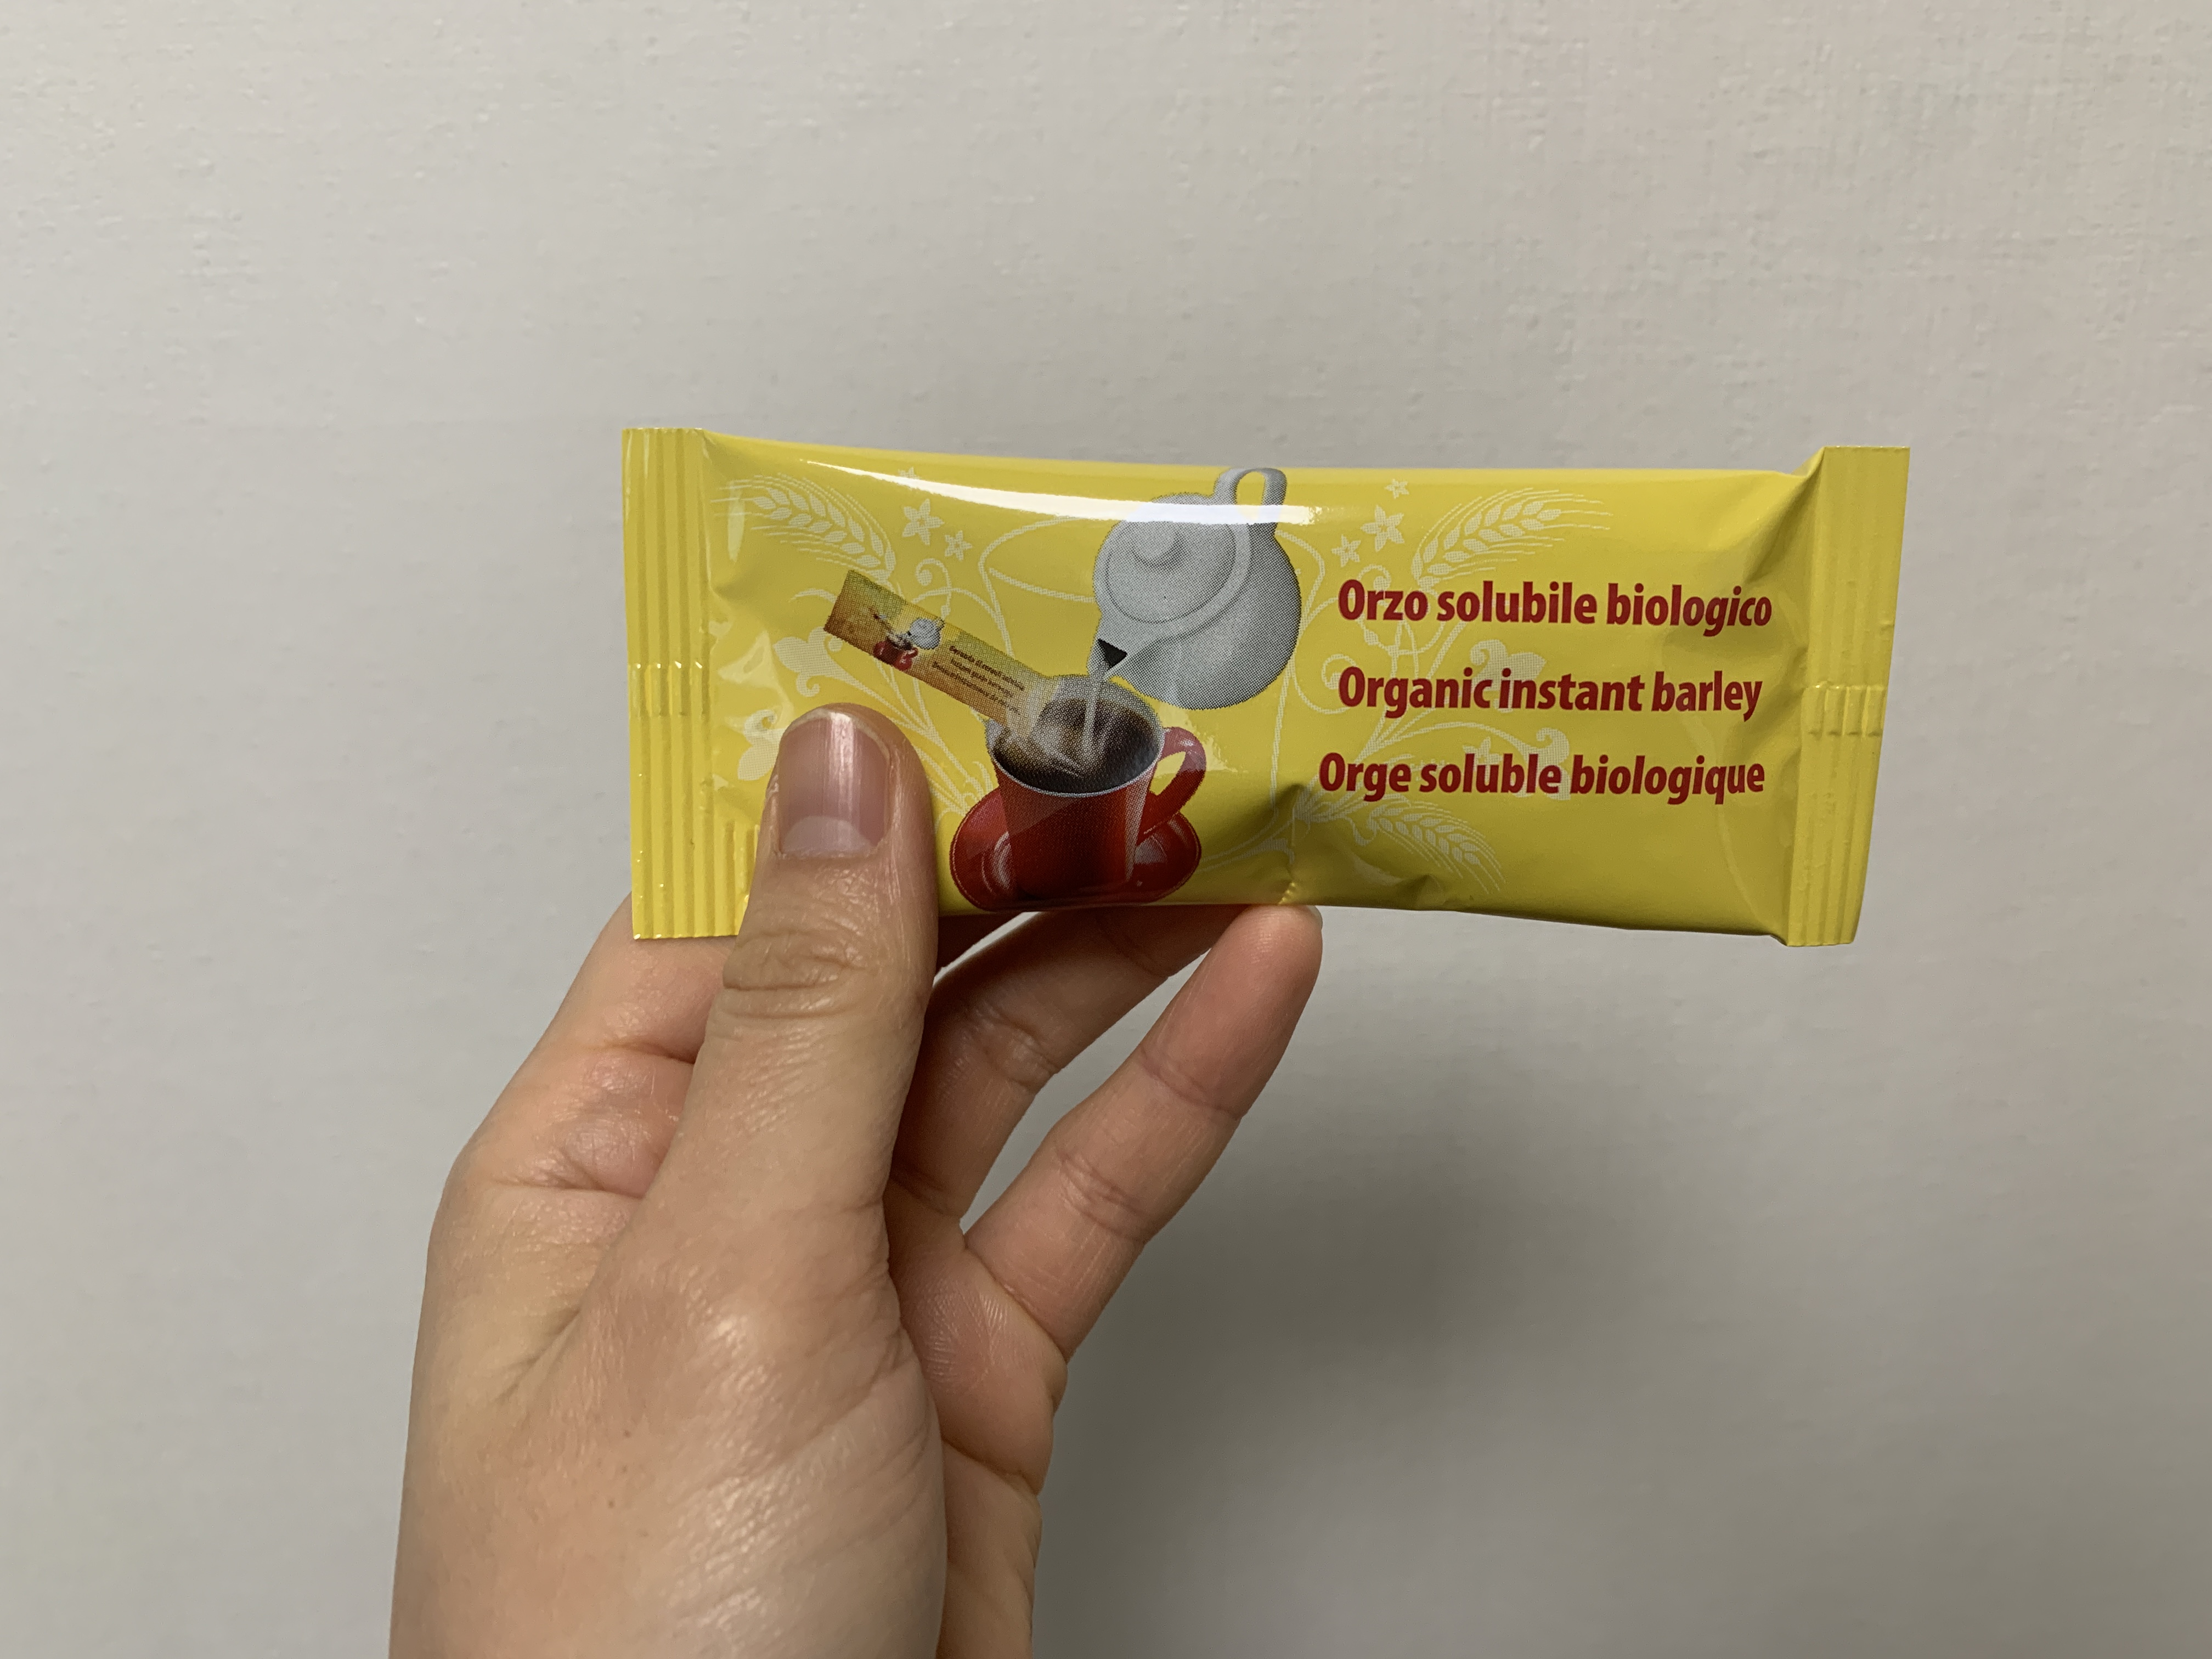 Orzo solubile biologico
Organic instant barley
Orge soluble biologique